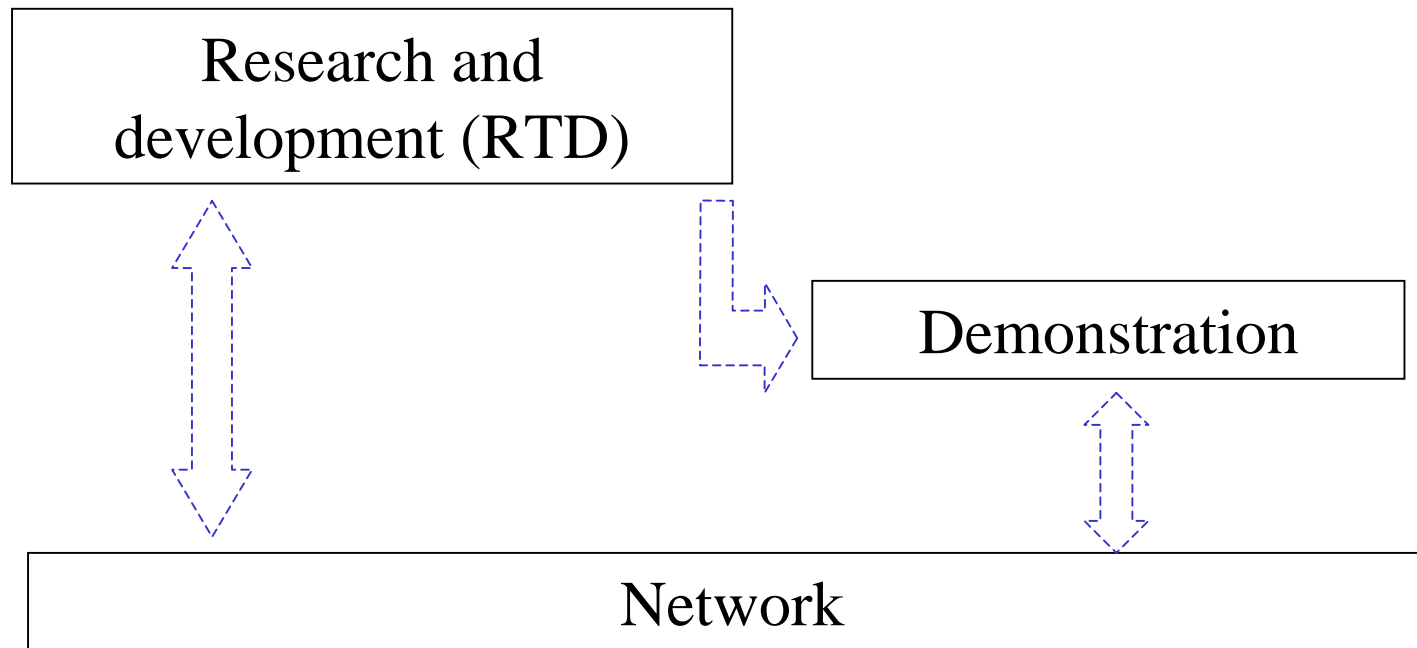 Research and
development (RTD)
Demonstration
Network